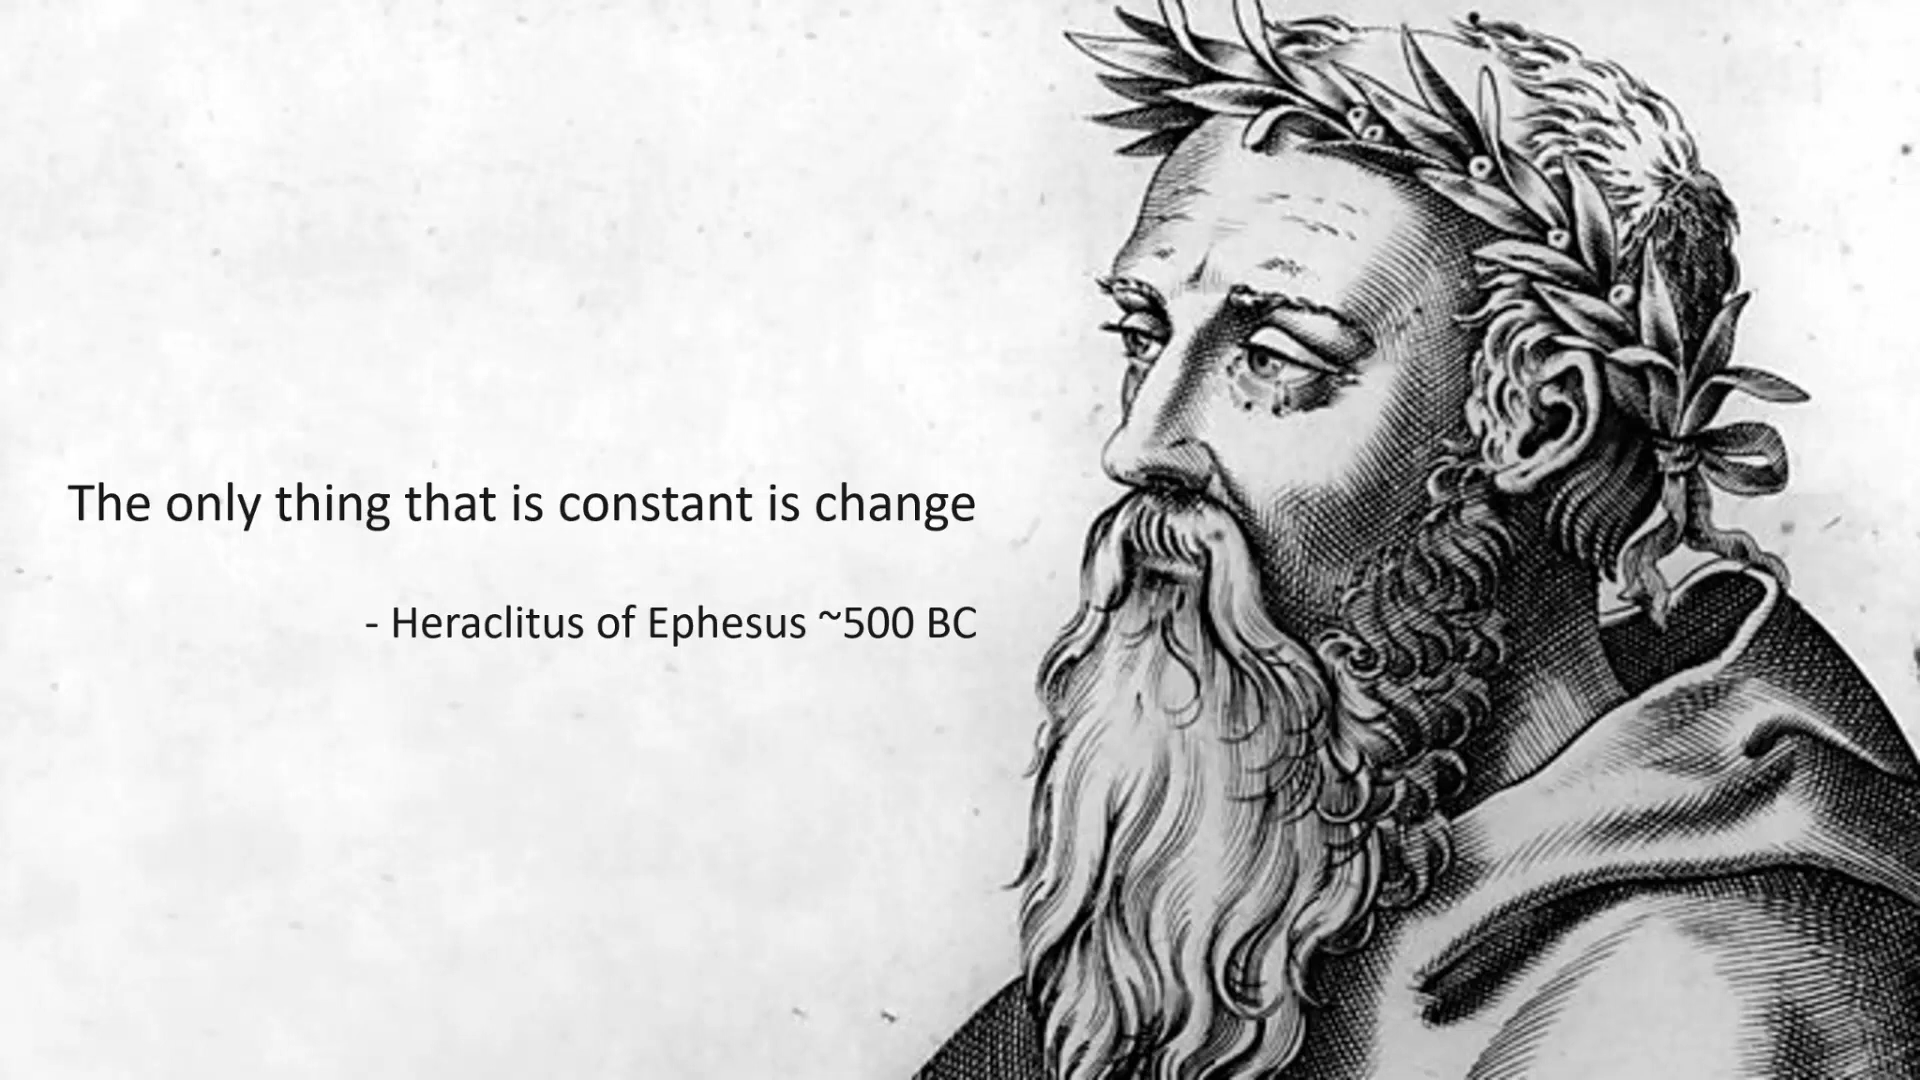 The only thing that is constant is change
- Heraclitus of Ephesus ~500 BC